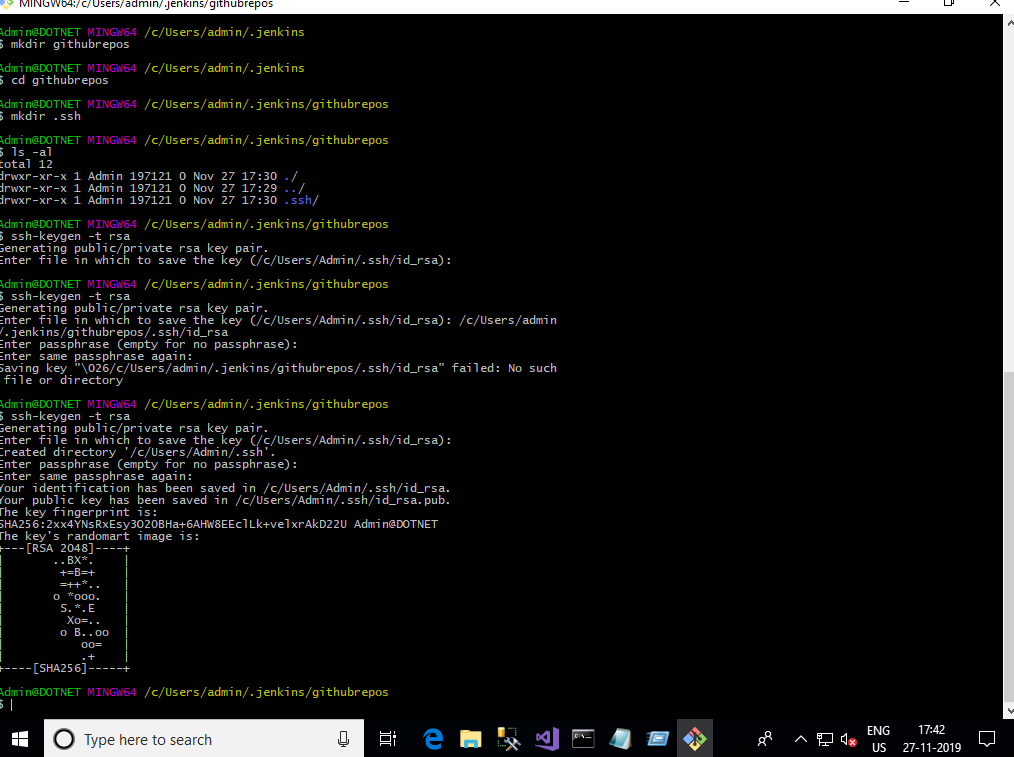 MINGW64:/c/Users/admin/.jenkins/githubrepos
Admin@DOTNET MINGW64 /c/Users/admin/.jenkins
$ mkdir githubrepos
Admin@DOTNET MINGW64 /c/Users/admin/.jenkins
$ cd githubrepos
Admin@DOTNET MINGW64 /c/Users/admin/.jenkins/githubrepos
$ mkdir .ssh
Admin@DOTNET MINGW64 /c/Users/admin/.jenkins/githubrepos
$ ls -al
total 12
drwxr-xr-x 1 Admin 197121 0 Nov 27 17:30 ./
drwxr-xr-x 1 Admin 197121 0 Nov 27 17:29 ../
drwxr-xr-x 1 Admin 197121 0 Nov 27 17:30 .ssh/
Admin@DOTNET MINGW64 /c/Users/admin/.jenkins/githubrepos
$ ssh-keygen -t rsa
Generating public/private rsa key pair.
Enter file in which to save the key (/c/Users/Admin/.ssh/id_rsa):
Admin@DOTNET MINGW64 /c/Users/admin/.jenkins/githubrepos
$ ssh-keygen -t rsa
Generating public/private rsa key pair.
Enter file in which to save the key (/c/Users/Admin/.ssh/id_rsa): /c/Users/admin
/.jenkins/githubrepos/.ssh/id_rsa
Enter passphrase (empty for no passphrase):
Enter same passphrase again:
Saving key "\026/c/Users/admin/.jenkins/githubrepos/.ssh/id_rsa" failed: No such
file or directory
Admin@DOTNET MINGW64 /c/Users/admin/.jenkins/githubrepos
$ ssh-keygen -t rsa
Generating public/private rsa key pair.
Enter file in which to save the key (/c/Users/Admin/.ssh/id_rsa):
Created directory '/c/Users/Admin/.ssh'.
Enter passphrase (empty for no passphrase):
Enter same passphrase again:
Your identification has been saved in /c/Users/Admin/.ssh/id_rsa.
Your public key has been saved in /c/Users/Admin/.ssh/id_rsa.pub.
The key fingerprint is:
SHA256:2xx4YNsRxEsy3O2OBHa+6AHW8EEclLk+velxrAkD22U Admin@DOTNET
The key's randomart image is:
+---[RSA 2048]----+
|       ..BX*.    |
|        +=B=+    |
|        =++*..   |
|       o *ooo.   |
|        S.*.E    |
|         Xo=..   |
|        o B..oo  |
|           oo=   |
|           .+    |
+----[SHA256]-----+
Admin@DOTNET MINGW64 /c/Users/admin/.jenkins/githubrepos
$
Type here to search
ENG
US
17:42
27-11-2019